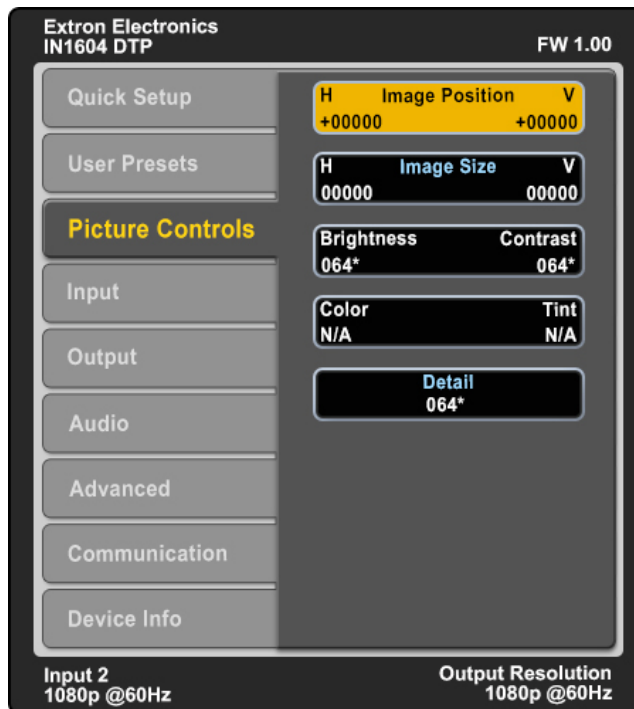 Extron Electronics
IN1604 DTP
FW 1.00
Quick Setup
User Presets
Picture Controls
Input
Output
Audio
Advanced
Communication
Device Info
H Image Position V
+00000 +00000
H Image Size V
00000 00000
Brightness Contrast
064* 064*
Color Tint
N/A N/A
Detail
064*
Input 2
1080p @60Hz
Output Resolution
1080p @60Hz